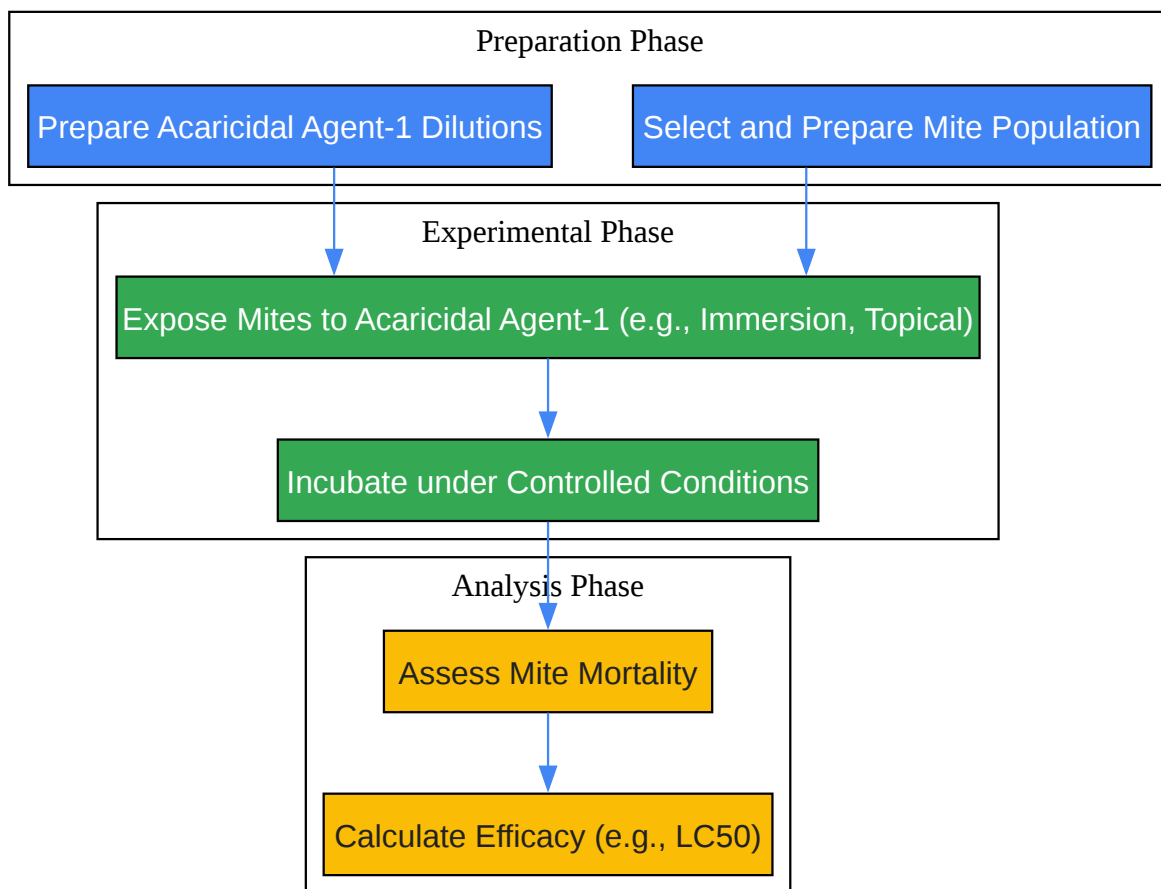 Preparation Phase
Prepare Acaricidal Agent-1 Dilutions
Select and Prepare Mite Population
Experimental Phase
Expose Mites to Acaricidal Agent-1 (e.g., Immersion, Topical)
Incubate under Controlled Conditions
Analysis Phase
Assess Mite Mortality
Calculate Efficacy (e.g., LC50)